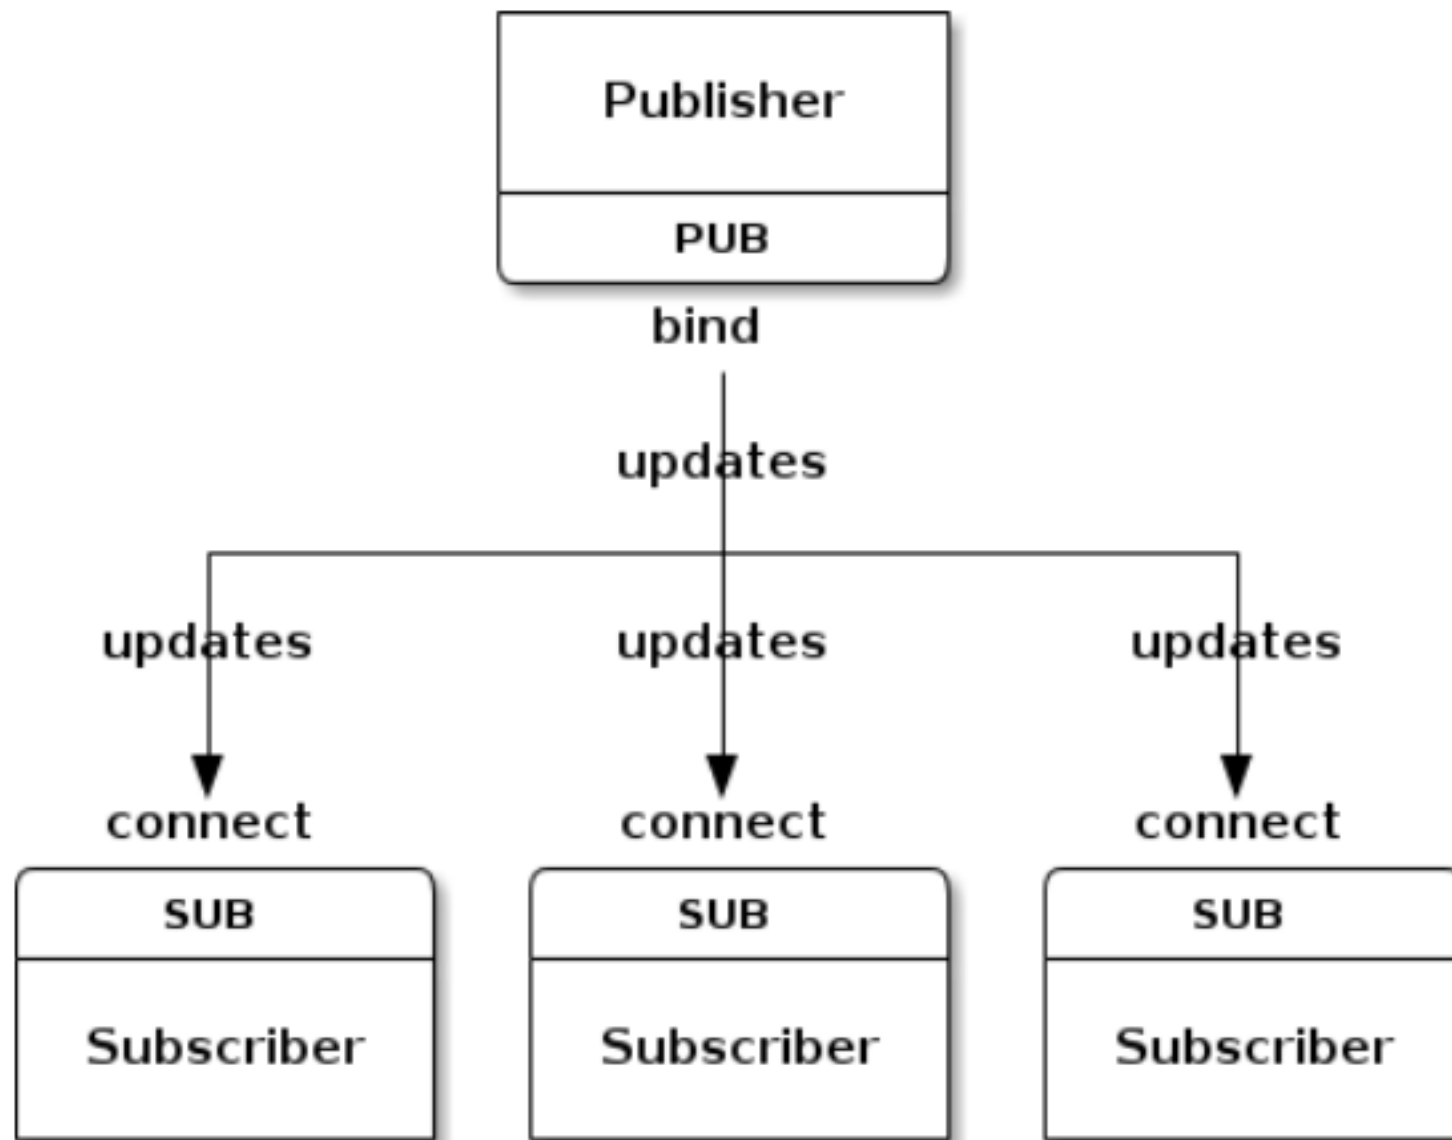 Publisher
PUB
bind
updates
updates updates updates
connect connect connect
SUB SUB SUB
Subscriber Subscriber Subscriber